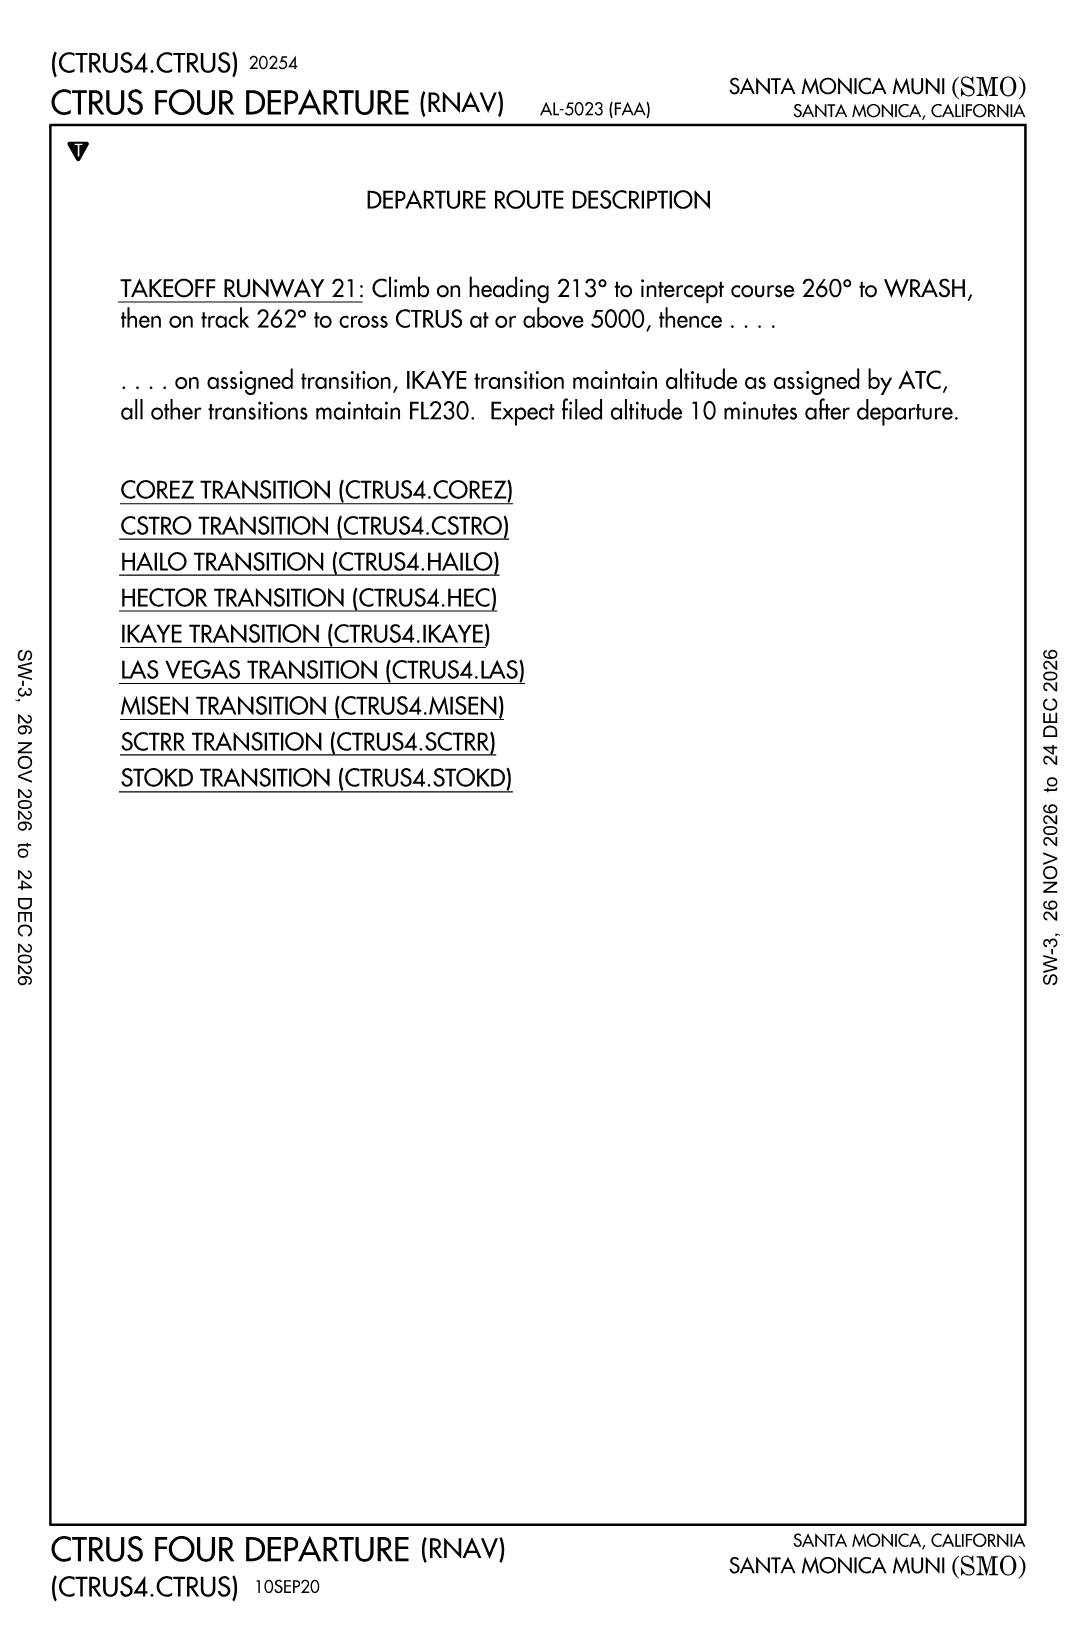 (CTRUS4.CTRUS) 20254
CTRUS FOUR DEPARTURE (RNAV) AL-5023 (FAA)
SANTA MONICA MUNI (SMO)
SANTA MONICA, CALIFORNIA
T
DEPARTURE ROUTE DESCRIPTION
TAKEOFF RUNWAY 21: Climb on heading 213° to intercept course 260° to WRASH,
then on track 262° to cross CTRUS at or above 5000, thence . . . .
. . . . on assigned transition, IKAYE transition maintain altitude as assigned by ATC,
all other transitions maintain FL230. Expect filed altitude 10 minutes after departure.
COREZ TRANSITION (CTRUS4.COREZ)
CSTRO TRANSITION (CTRUS4.CSTRO)
HAILO TRANSITION (CTRUS4.HAILO)
HECTOR TRANSITION (CTRUS4.HEC)
IKAYE TRANSITION (CTRUS4.IKAYE)
LAS VEGAS TRANSITION (CTRUS4.LAS)
MISEN TRANSITION (CTRUS4.MISEN)
SCTRR TRANSITION (CTRUS4.SCTRR)
STOKD TRANSITION (CTRUS4.STOKD)
SW-3, 26 NOV 2026 to 24 DEC 2026
SW-3, 26 NOV 2026 to 24 DEC 2026
CTRUS FOUR DEPARTURE (RNAV)
(CTRUS4.CTRUS) 10SEP20
SANTA MONICA, CALIFORNIA
SANTA MONICA MUNI (SMO)